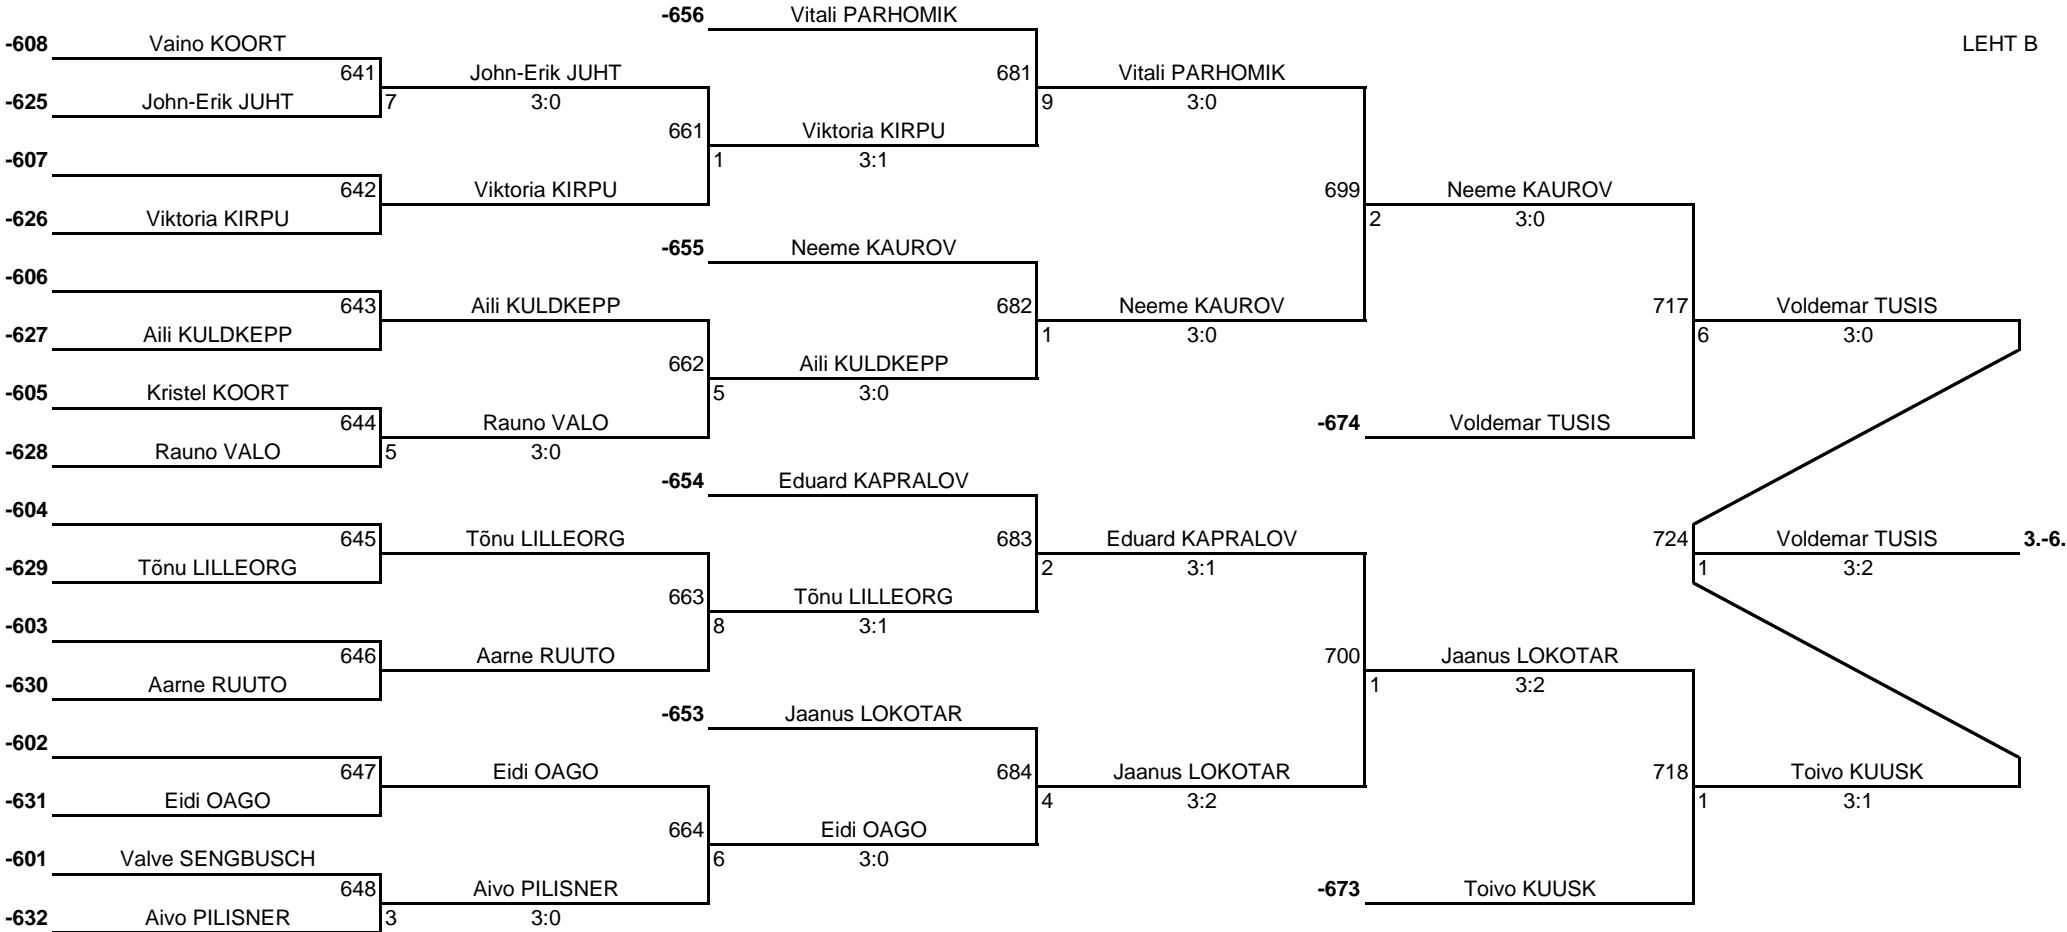 -656 Vitali PARHOMIK
-608 Vaino KOORT LEHT B
641 John-Erik JUHT 681 Vitali PARHOMIK
-625 John-Erik JUHT 7 3:0 9 3:0
661 Viktoria KIRPU
-607 1 3:1
642 Viktoria KIRPU 699 Neeme KAUROV
-626 Viktoria KIRPU 2 3:0
-655 Neeme KAUROV
-606
643 Aili KULDKEPP 682 Neeme KAUROV 717 Voldemar TUSIS
-627 Aili KULDKEPP 1 3:0 6 3:0
662 Aili KULDKEPP
-605 Kristel KOORT 5 3:0
644 Rauno VALO -674 Voldemar TUSIS
-628 Rauno VALO 5 3:0
-654 Eduard KAPRALOV
-604
645 Tõnu LILLEORG 683 Eduard KAPRALOV 724 Voldemar TUSIS 3.-6.
-629 Tõnu LILLEORG 2 3:1 1 3:2
663 Tõnu LILLEORG
-603 8 3:1
646 Aarne RUUTO 700 Jaanus LOKOTAR
-630 Aarne RUUTO 1 3:2
-653 Jaanus LOKOTAR
-602
647 Eidi OAGO 684 Jaanus LOKOTAR 718 Toivo KUUSK
-631 Eidi OAGO 4 3:2 1 3:1
664 Eidi OAGO
-601 Valve SENGBUSCH 6 3:0
648 Aivo PILISNER -673 Toivo KUUSK
-632 Aivo PILISNER 3 3:0